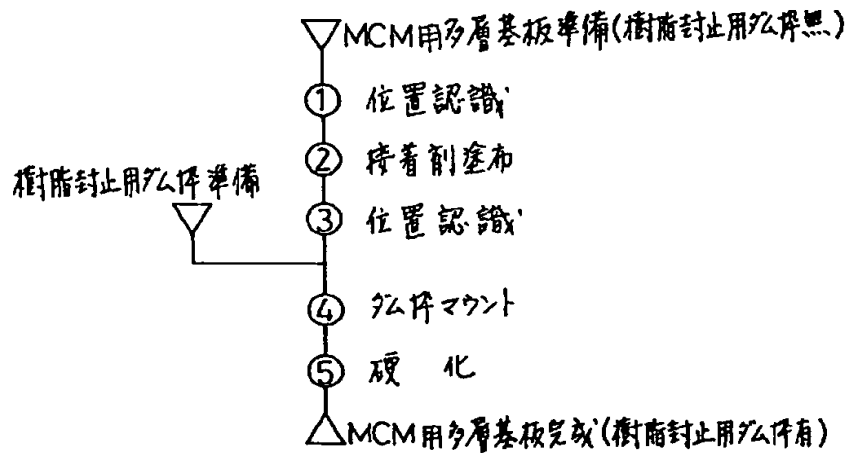 MCM用多層基板準備(樹脂封止用ダム枠無)
① 位置認識
② 接着剤塗布
樹脂封止用ダム枠準備
③ 位置認識
④ ダム枠マウント
⑤ 硬 化
MCM用多層基板完成(樹脂封止用ダム枠有)